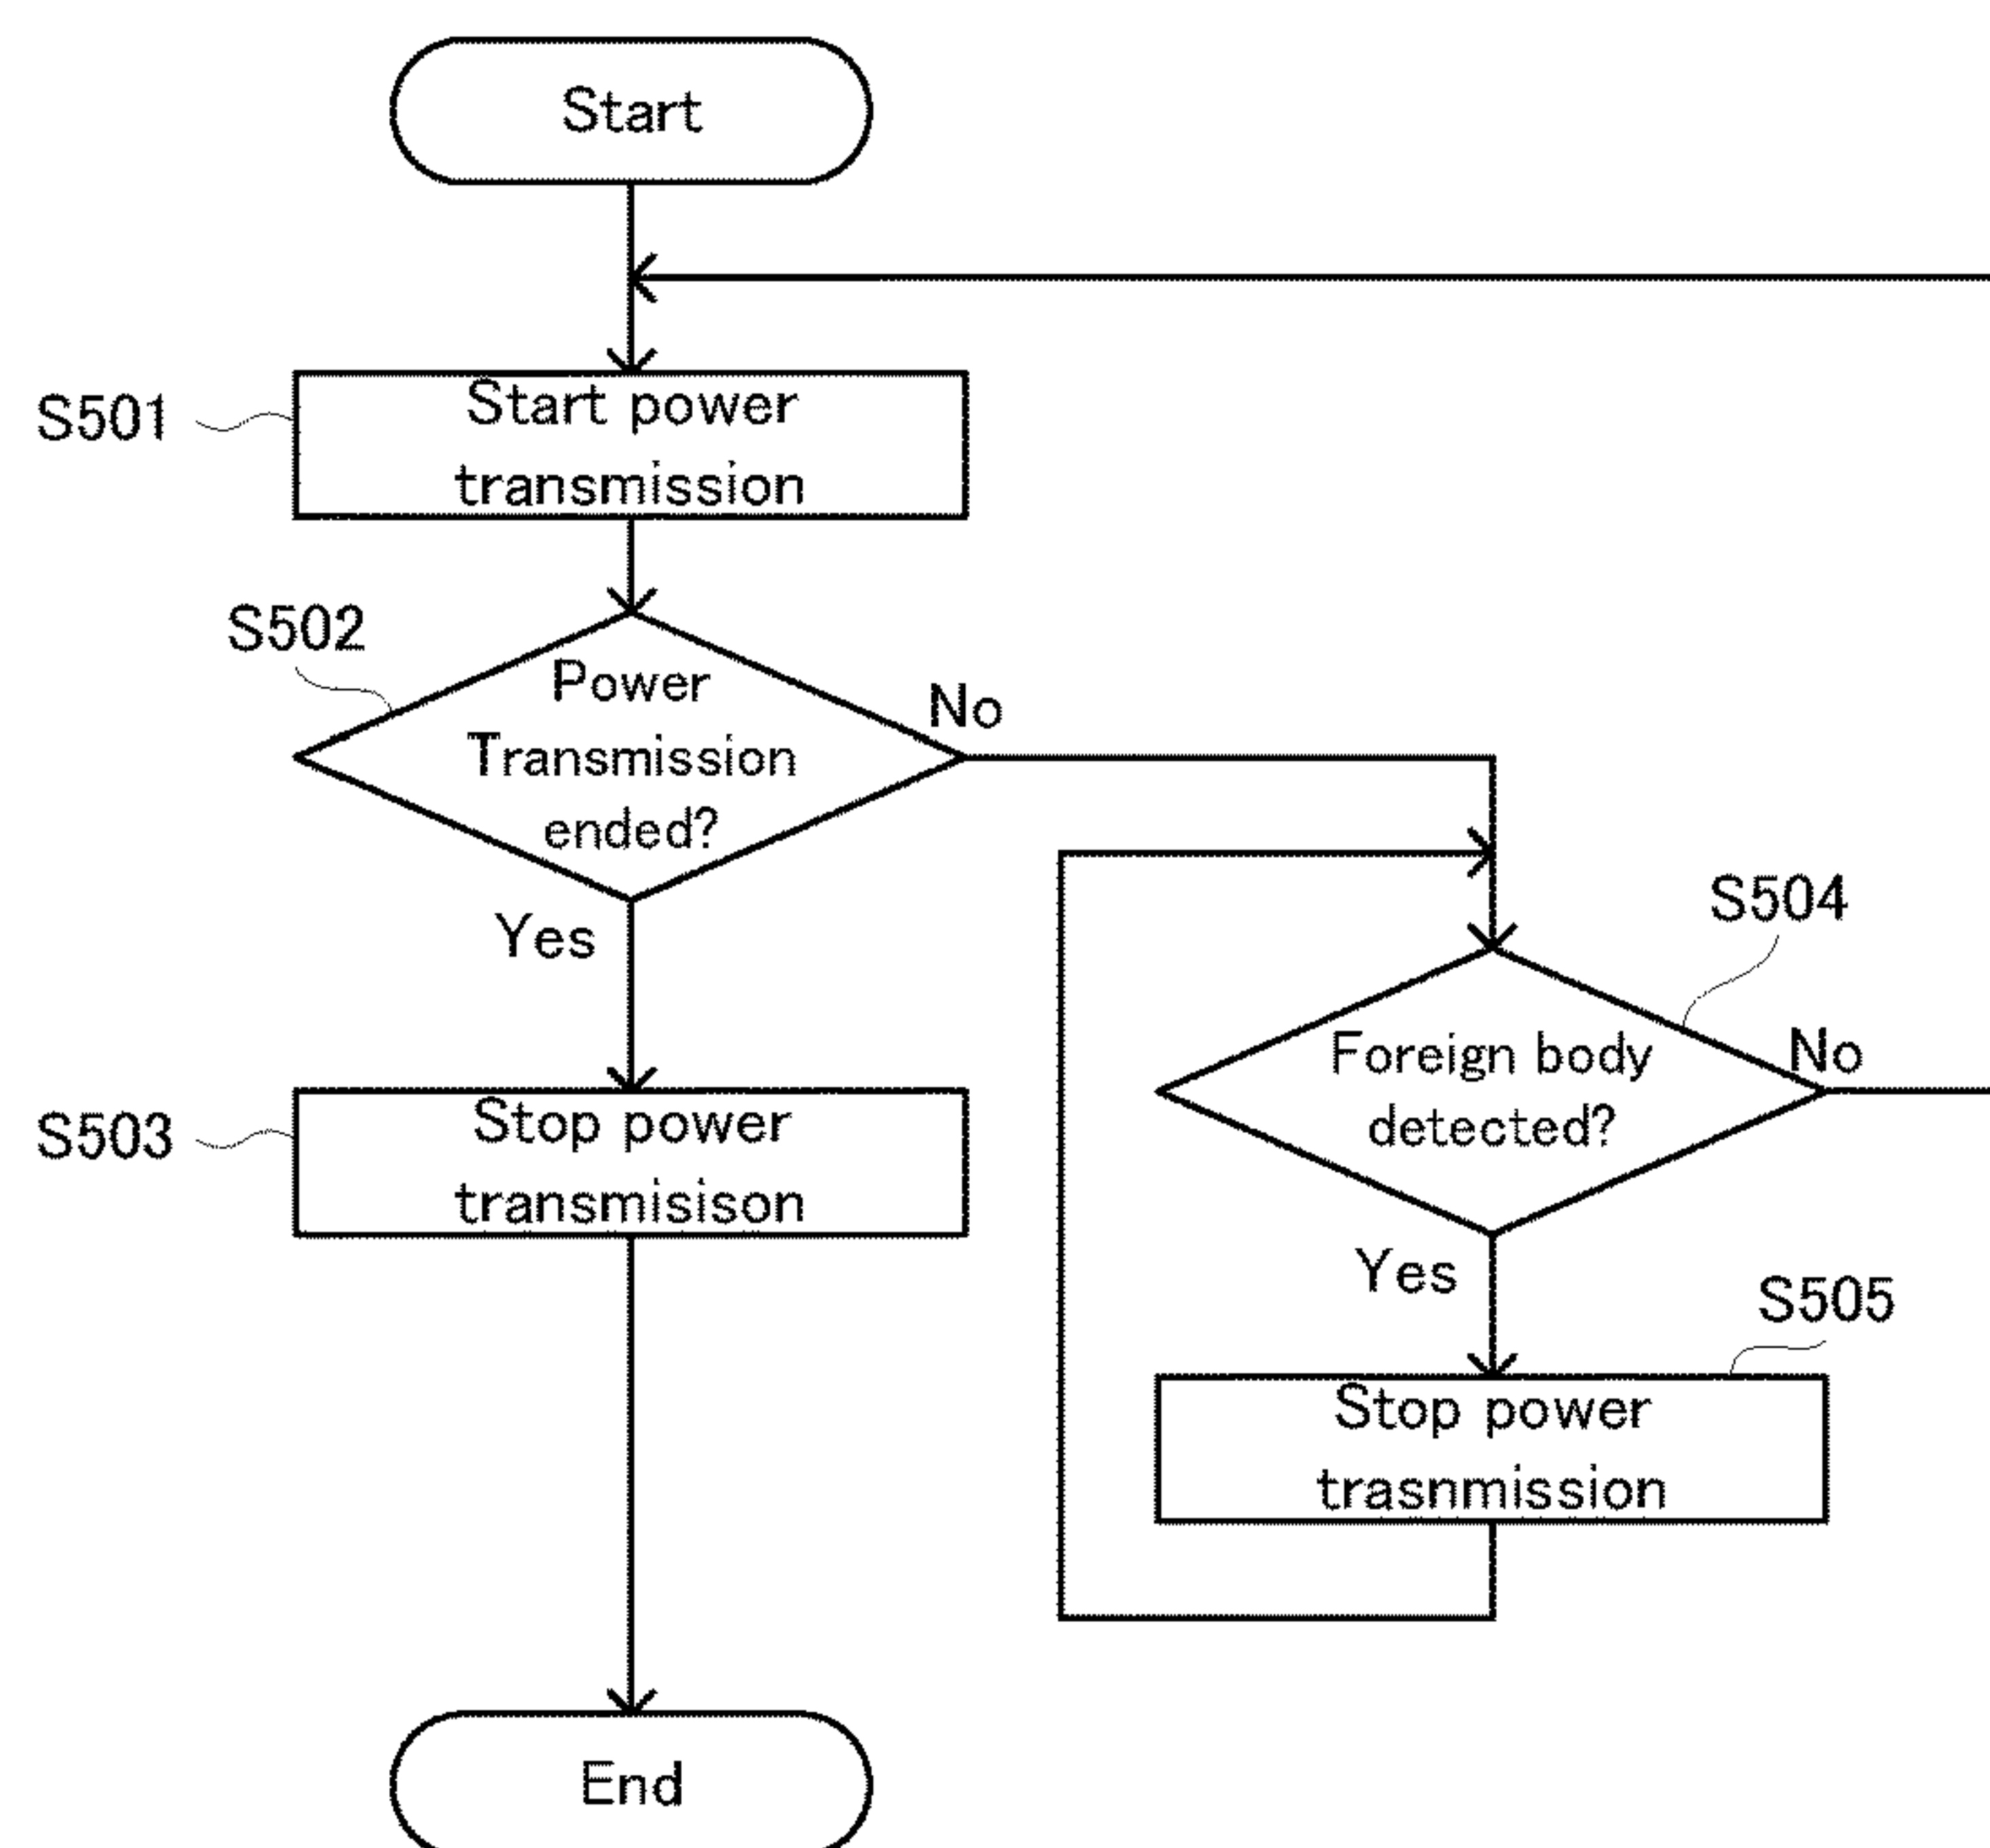 Start
S501
Start power
transmission
S502
Power
Transmission
ended?
No
Yes
S503
Stop power
transmisison
S504
Foreign body
detected?
No
Yes
S505
Stop power
trasnmission
End